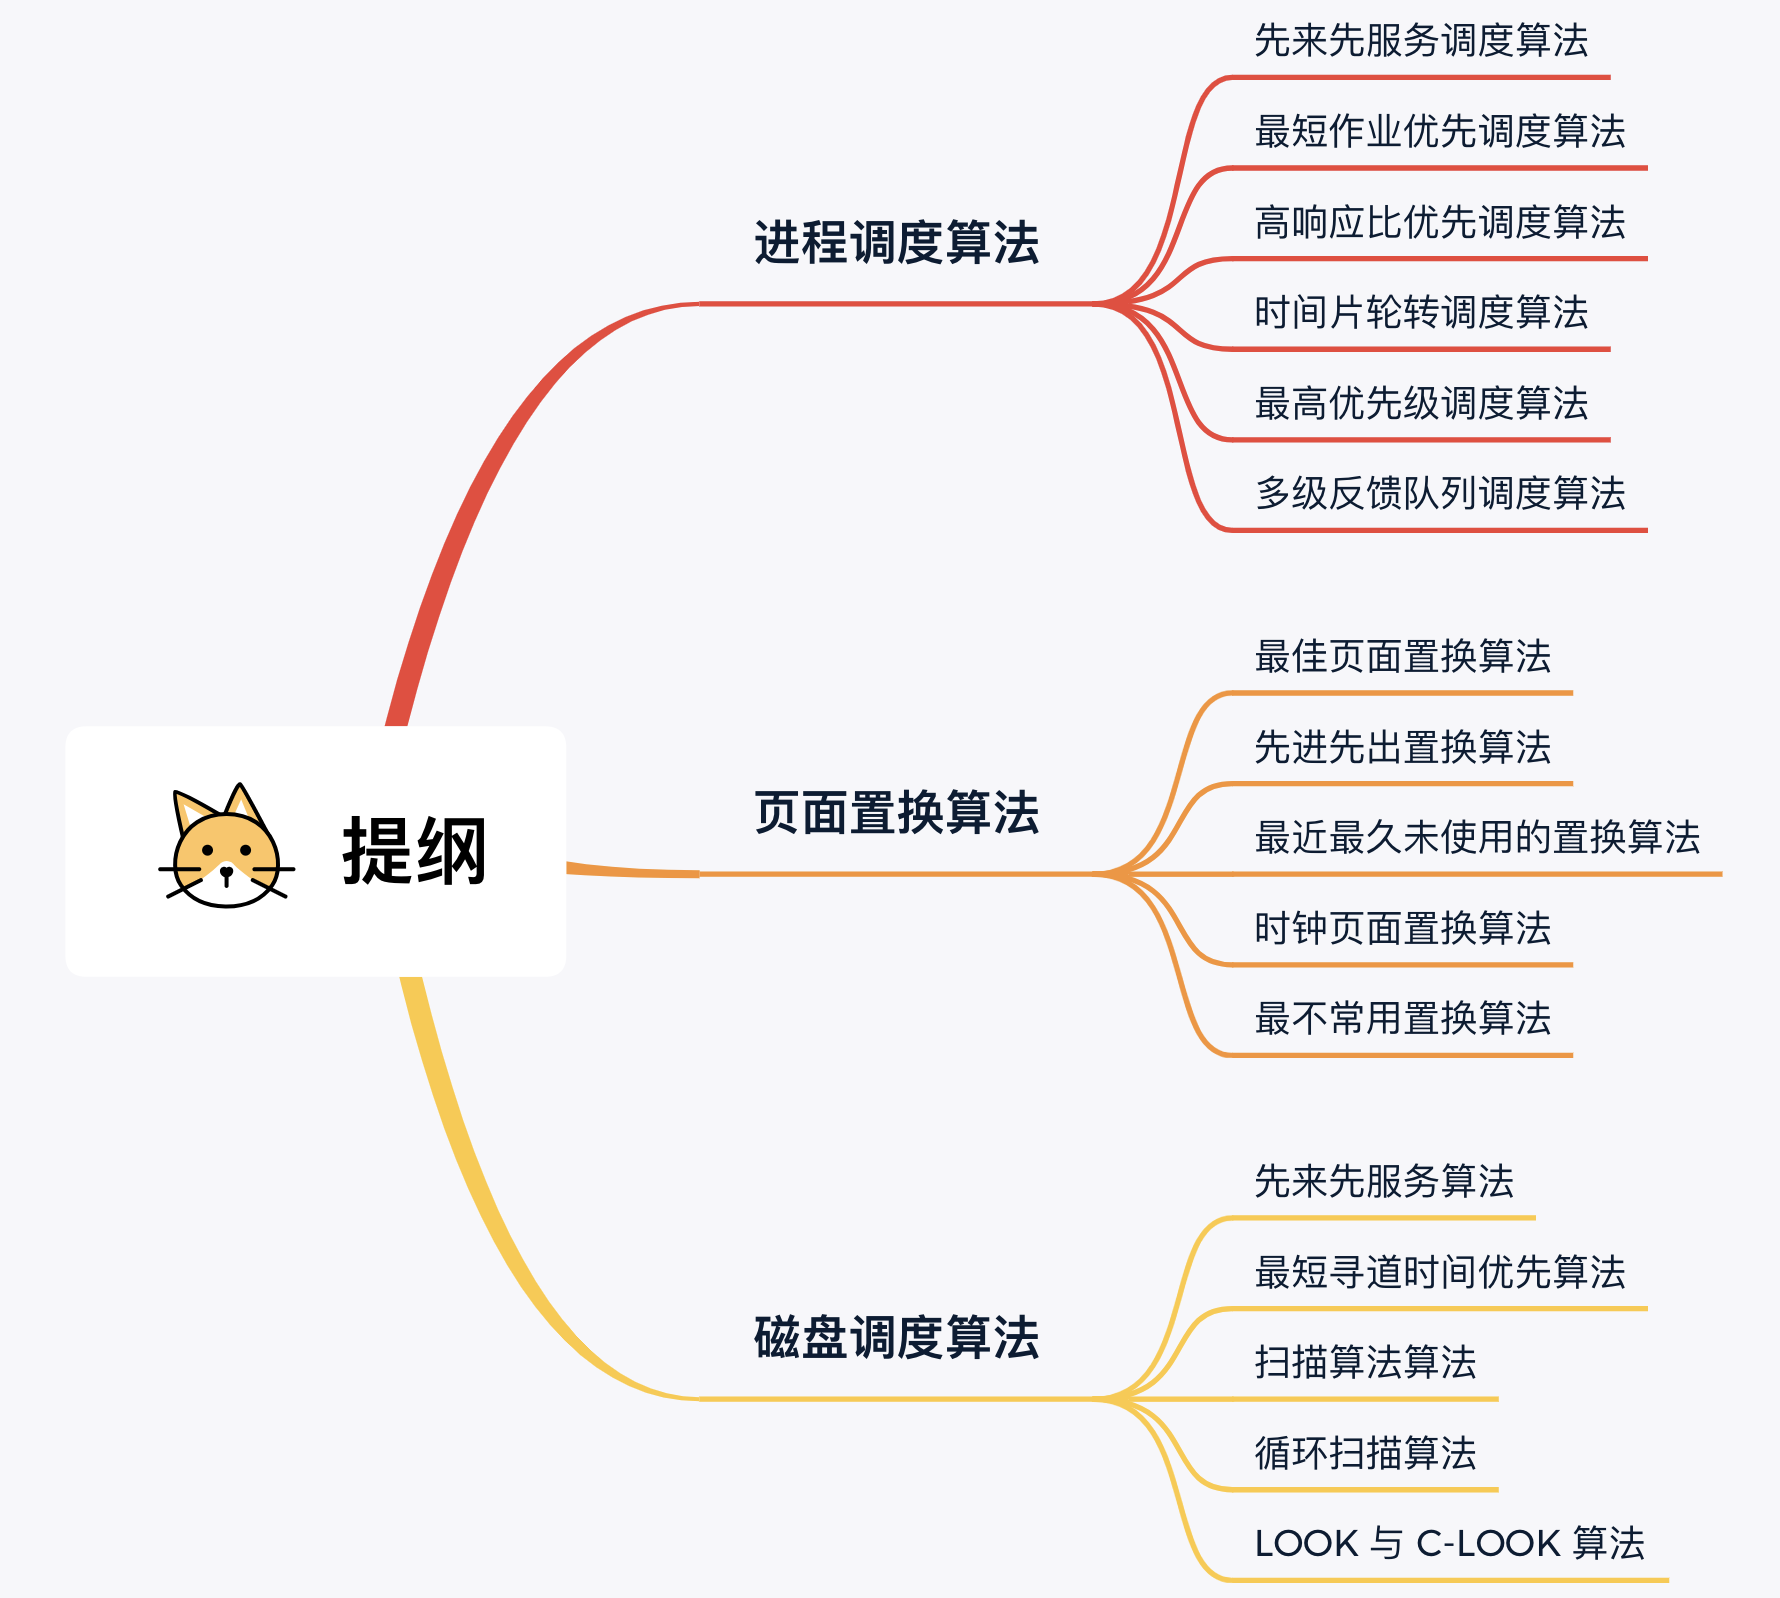 提纲
进程调度算法
先来先服务调度算法
最短作业优先调度算法
高响应比优先调度算法
时间片轮转调度算法
最高优先级调度算法
多级反馈队列调度算法
页面置换算法
最佳页面置换算法
先进先出置换算法
最近最久未使用的置换算法
时钟页面置换算法
最不常用置换算法
磁盘调度算法
先来先服务算法
最短寻道时间优先算法
扫描算法算法
循环扫描算法
LOOK 与 C-LOOK 算法